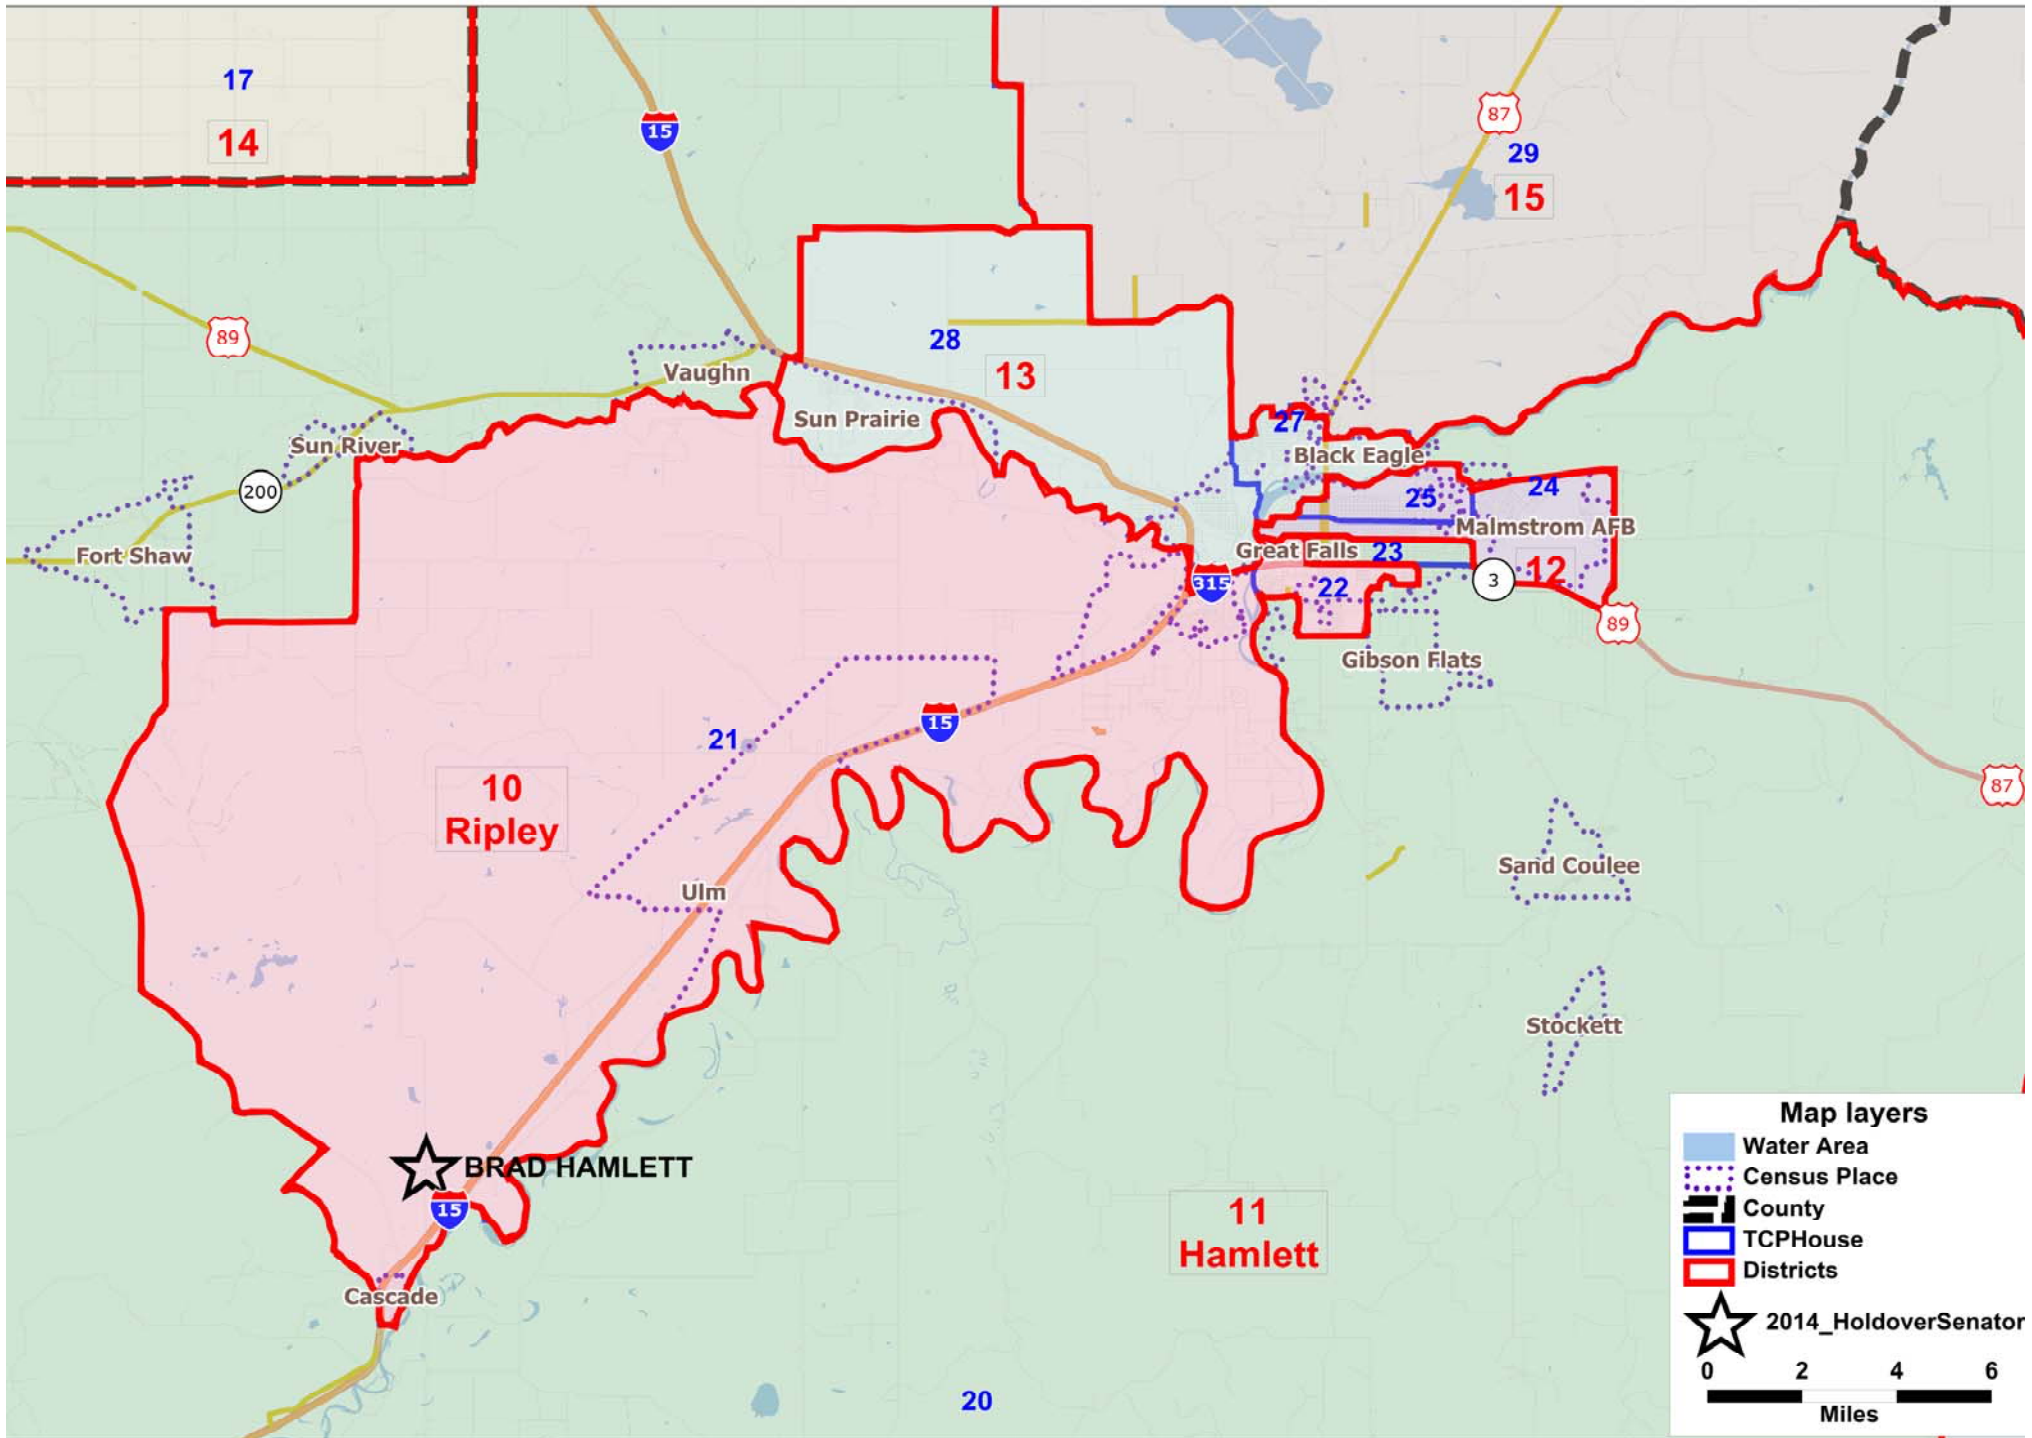 17
14
15
87
29
15
89
28
13
Vaughn
Sun Prairie
27
Sun River
Black Eagle
200
25
24
Malmstrom AFB
Fort Shaw
Great Falls
23
12
315
22
3
89
Gibson Flats
15
21
10
Ripley
87
Sand Coulee
Ulm
Stockett
BRAD HAMLETT
15
11
Hamlett
Cascade
20
Map layers
Water Area
Census Place
County
TCPHouse
Districts
2014_HoldoverSenator
0 2 4 6
Miles